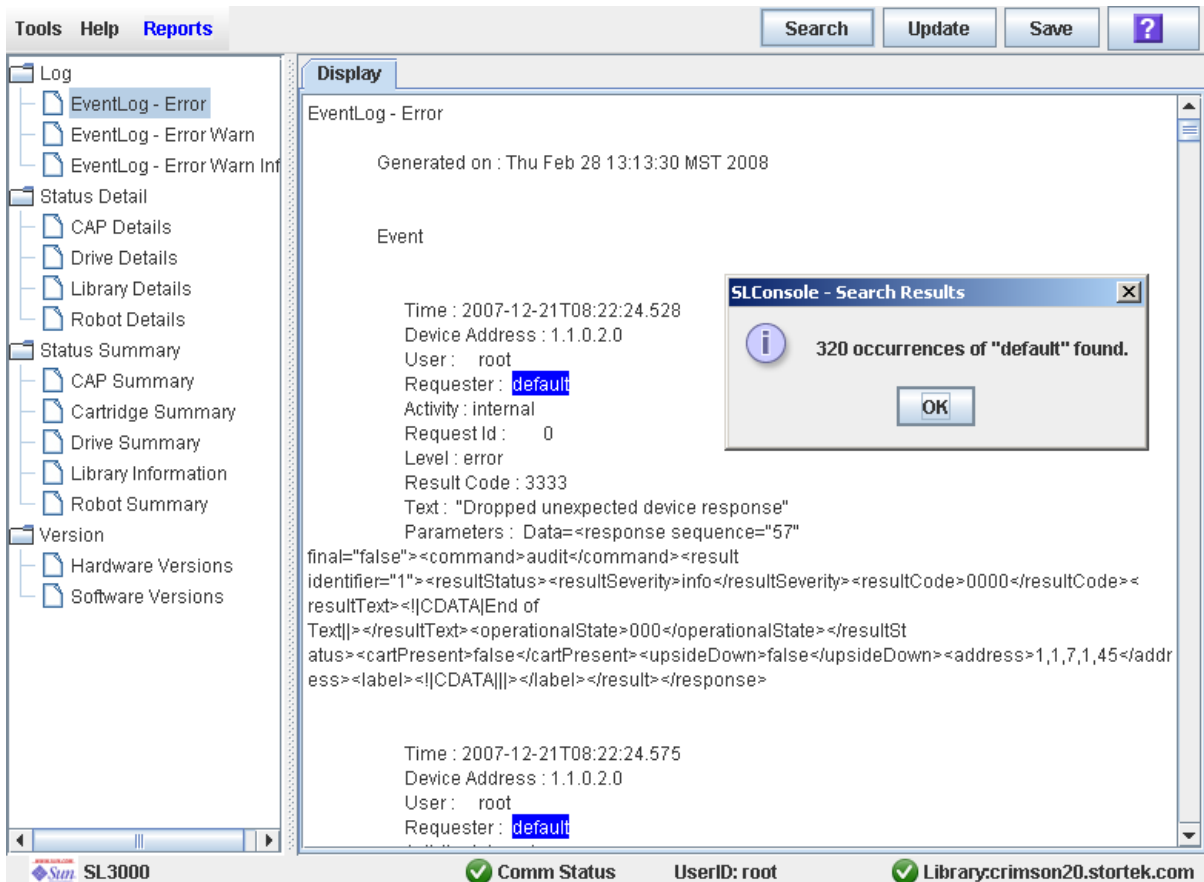 Tools Help Reports
Search Update Save ?
Log
EventLog - Error
EventLog - Error Warn
EventLog - Error Warn Inf
Status Detail
CAP Details
Drive Details
Library Details
Robot Details
Status Summary
CAP Summary
Cartridge Summary
Drive Summary
Library Information
Robot Summary
Version
Hardware Versions
Software Versions
Display
EventLog - Error
Generated on : Thu Feb 28 13:13:30 MST 2008
Event
Time : 2007-12-21T08:22:24.528
Device Address : 1.1.0.2.0
User : root
Requester : default
Activity : internal
Request Id : 0
Level : error
Result Code : 3333
Text : "Dropped unexpected device response"
Parameters : Data=<response sequence="57"
final="false"><command>audit</command><result
identifier="1"><resultStatus><resultSeverity>info</resultSeverity><resultCode>0000</resultCode><
resultText><!|CDATA|End of
Text||></resultText><operationalState>000</operationalState></resultSt
atus><cartPresent>false</cartPresent><upsideDown>false</upsideDown><address>1,1,7,1,45</addr
ess><label><!|CDATA|||></label></result></response>
Time : 2007-12-21T08:22:24.575
Device Address : 1.1.0.2.0
User : root
Requester : default
SLConsole - Search Results
320 occurrences of "default" found.
OK
Sun SL3000
Comm Status
UserID: root
Library:crimson20.stortek.com